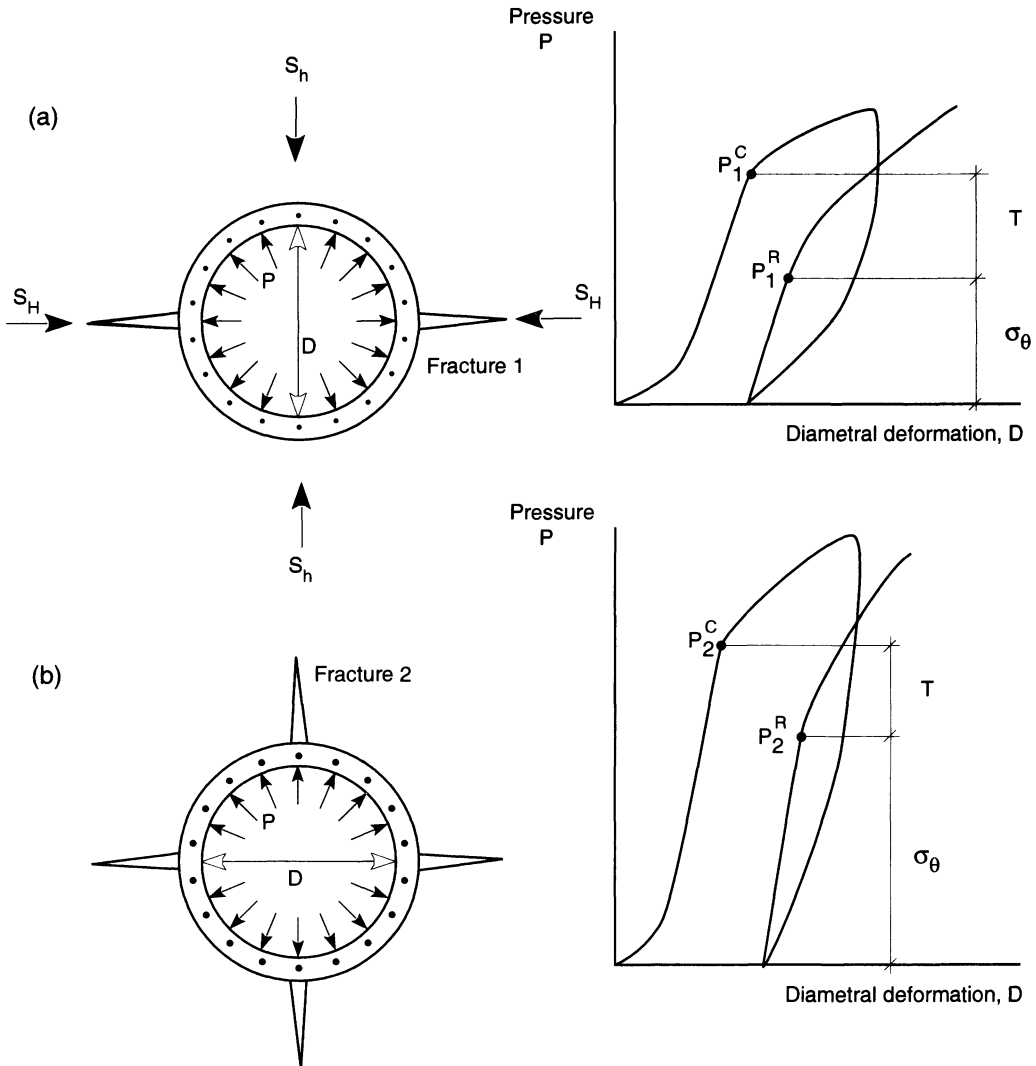 (a)
S_h
S_H
P
D
S_H
Fracture 1
S_h
Pressure
P
P_1^C
P_1^R
T
σ_θ
Diametral deformation, D
(b)
Fracture 2
P
D
Pressure
P
P_2^C
P_2^R
T
σ_θ
Diametral deformation, D